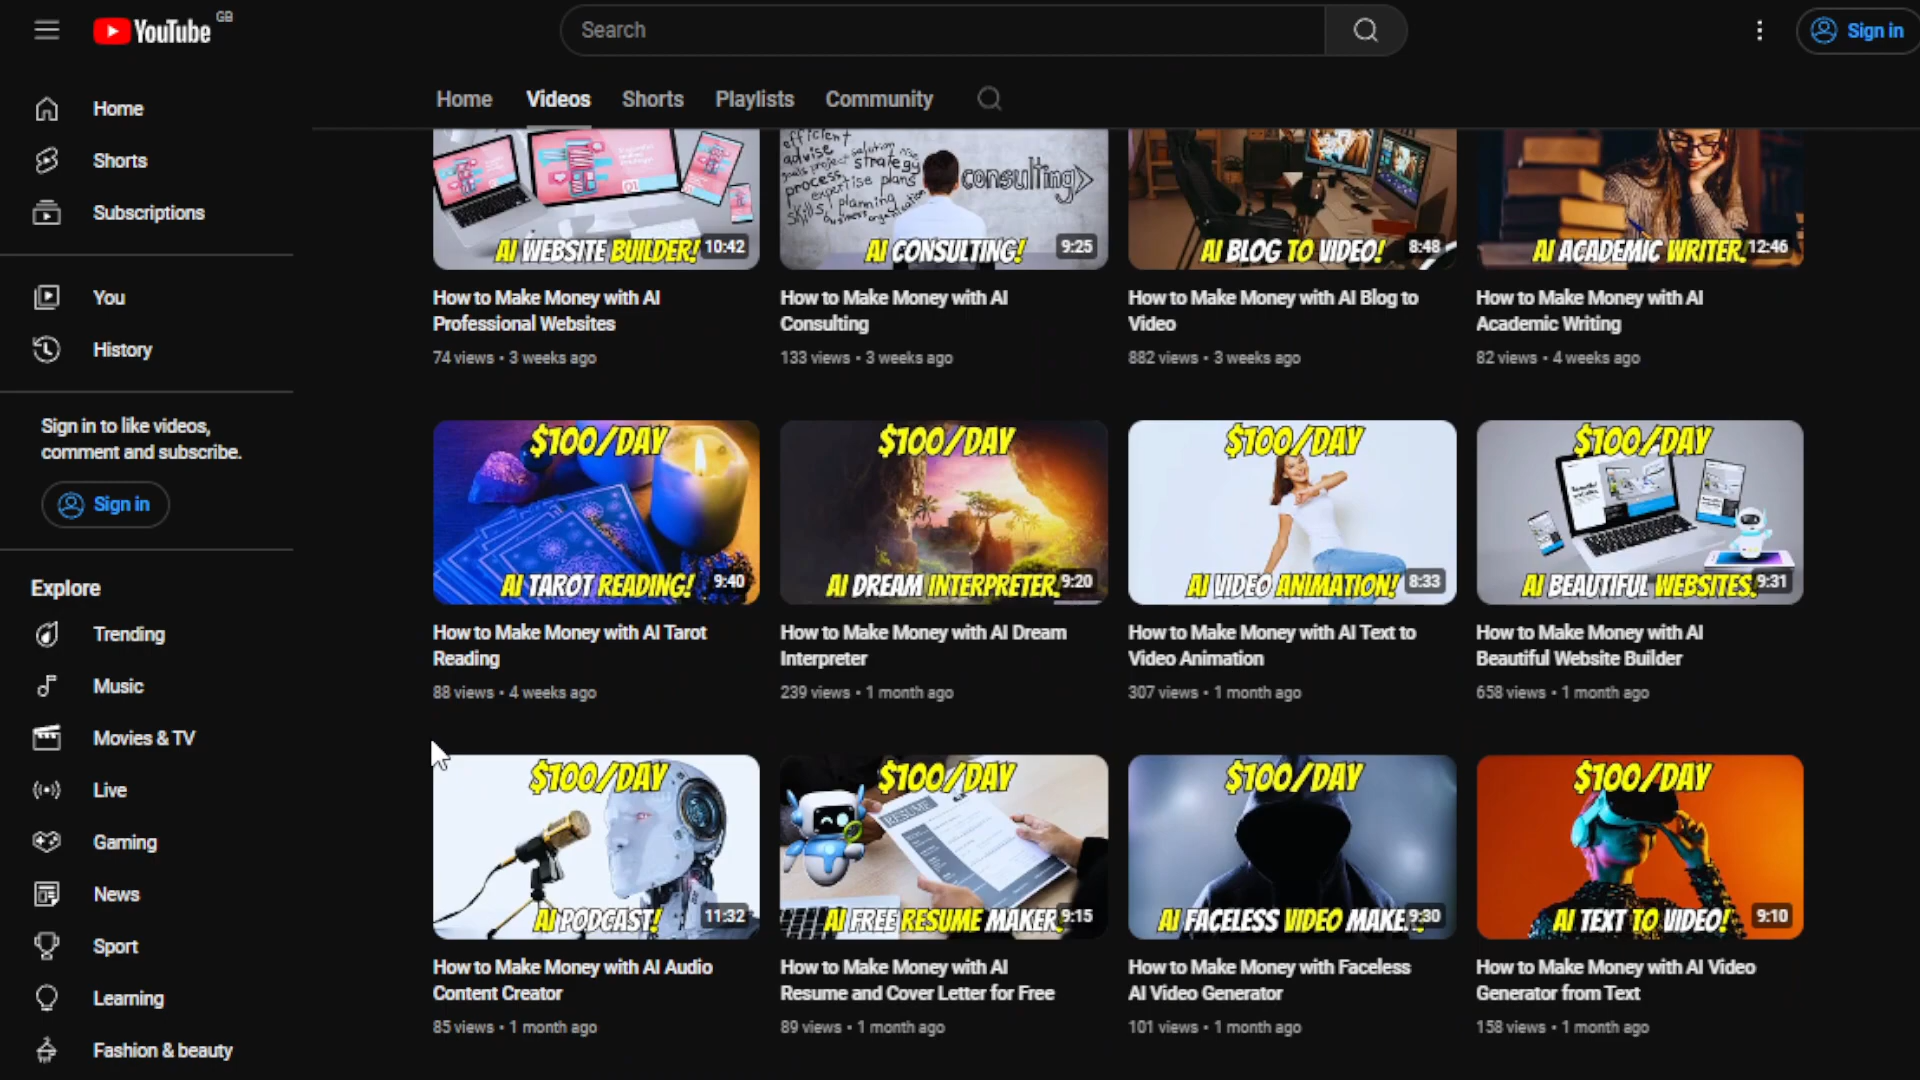 YouTube GB
Search
Sign in
Home
Shorts
Subscriptions
You
History
Sign in to like videos,
comment and subscribe.
Sign in
Explore
Trending
Music
Movies & TV
Live
Gaming
News
Sport
Learning
Fashion & beauty
Home Videos Shorts Playlists Community
AI WEBSITE BUILDER! 10:42
How to Make Money with AI
Professional Websites
74 views • 3 weeks ago
efficient
advise
strategy
process
expertise plans
skills planning
consulting
AI CONSULTING! 9:25
How to Make Money with AI
Consulting
133 views • 3 weeks ago
AI BLOG TO VIDEO! 8:48
How to Make Money with AI Blog to
Video
882 views • 3 weeks ago
AI ACADEMIC WRITER. 12:46
How to Make Money with AI
Academic Writing
82 views • 4 weeks ago
$100/DAY
AI TAROT READING! 9:40
How to Make Money with AI Tarot
Reading
88 views • 4 weeks ago
$100/DAY
AI DREAM INTERPRETER. 9:20
How to Make Money with AI Dream
Interpreter
239 views • 1 month ago
$100/DAY
AI VIDEO ANIMATION! 8:33
How to Make Money with AI Text to
Video Animation
307 views • 1 month ago
$100/DAY
AI BEAUTIFUL WEBSITES. 9:31
How to Make Money with AI
Beautiful Website Builder
658 views • 1 month ago
$100/DAY
AI PODCAST! 11:32
How to Make Money with AI Audio
Content Creator
85 views • 1 month ago
$100/DAY
RESUME
AI FREE RESUME MAKER. 9:15
How to Make Money with AI
Resume and Cover Letter for Free
89 views • 1 month ago
$100/DAY
AI FACELESS VIDEO MAKE 9:30
How to Make Money with Faceless
AI Video Generator
101 views • 1 month ago
$100/DAY
AI TEXT TO VIDEO! 9:10
How to Make Money with AI Video
Generator from Text
158 views • 1 month ago